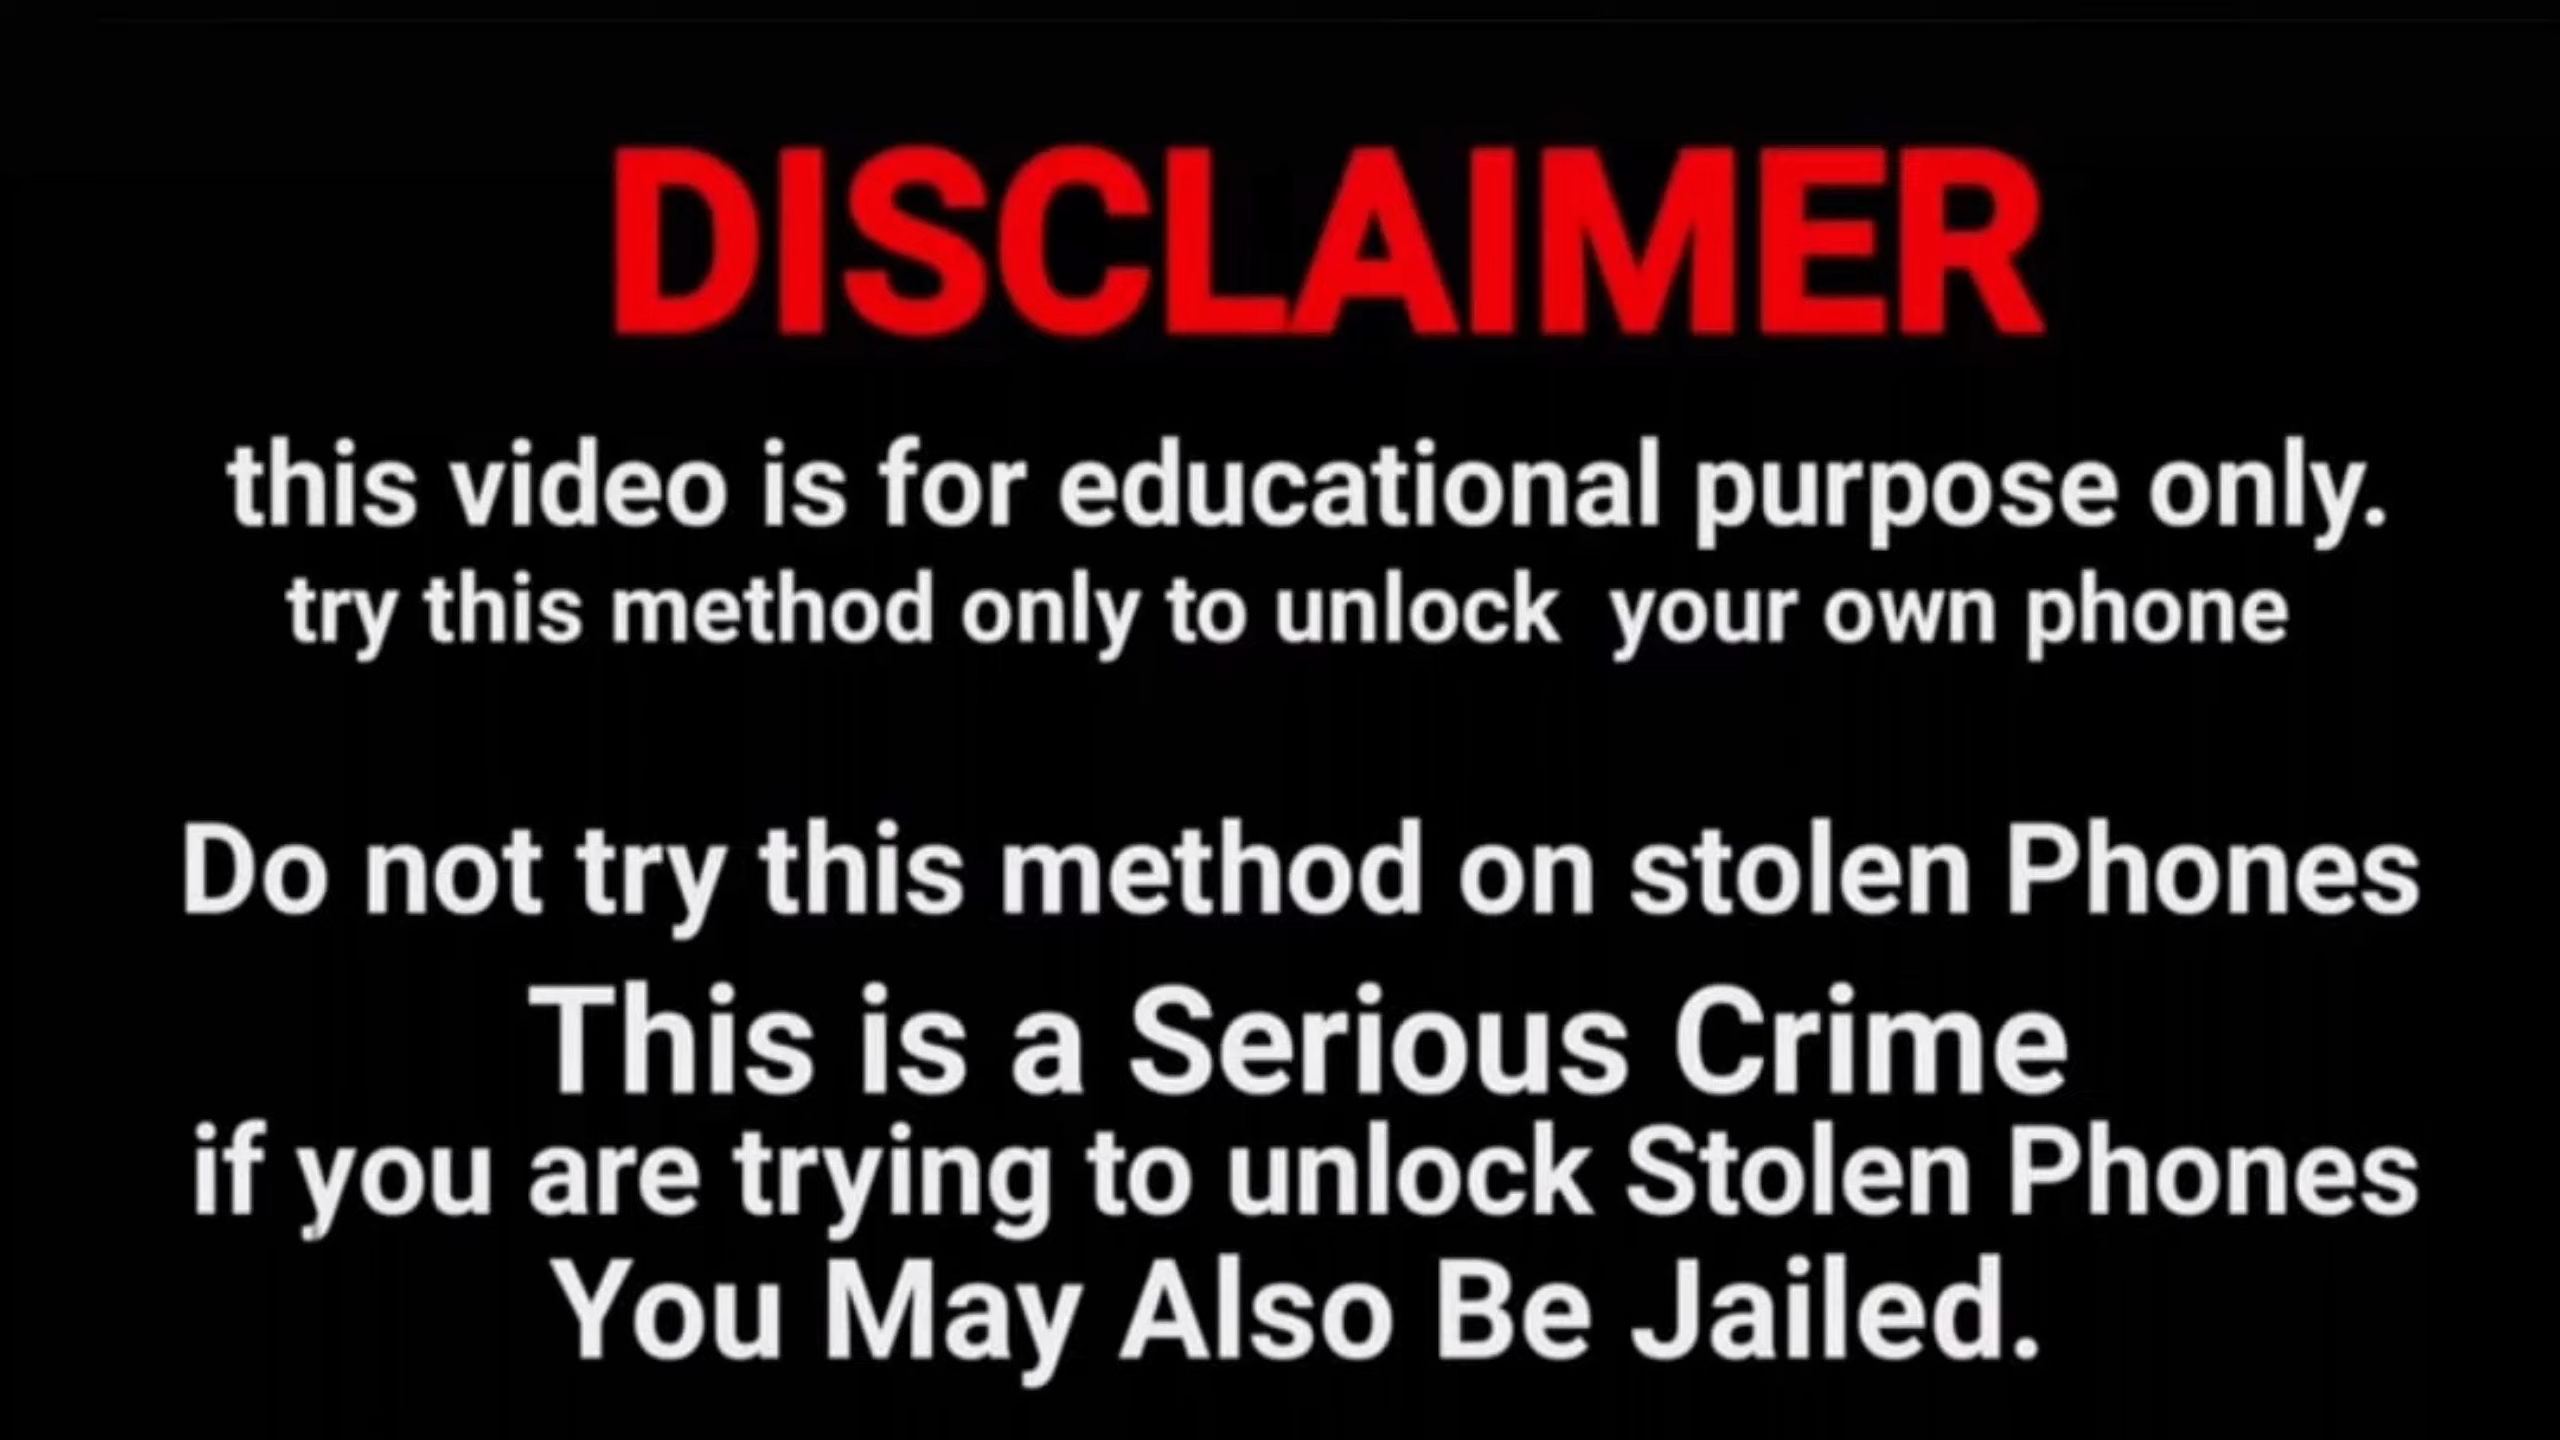 DISCLAIMER
this video is for educational purpose only.
try this method only to unlock your own phone
Do not try this method on stolen Phones
This is a Serious Crime
if you are trying to unlock Stolen Phones
You May Also Be Jailed.